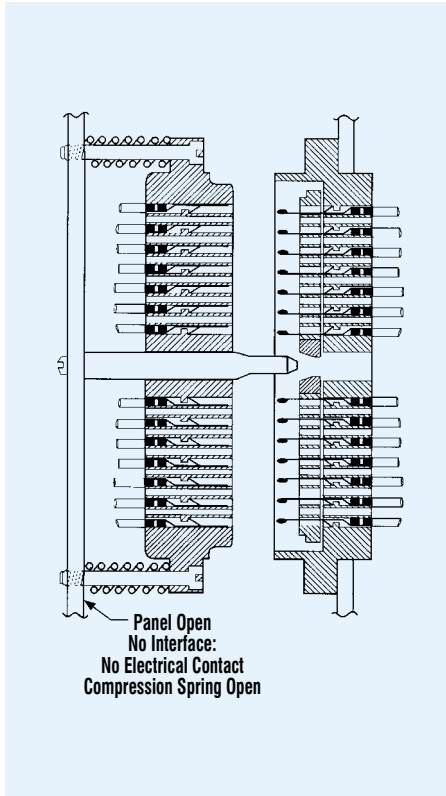 Panel Open
No Interface:
No Electrical Contact
Compression Spring Open